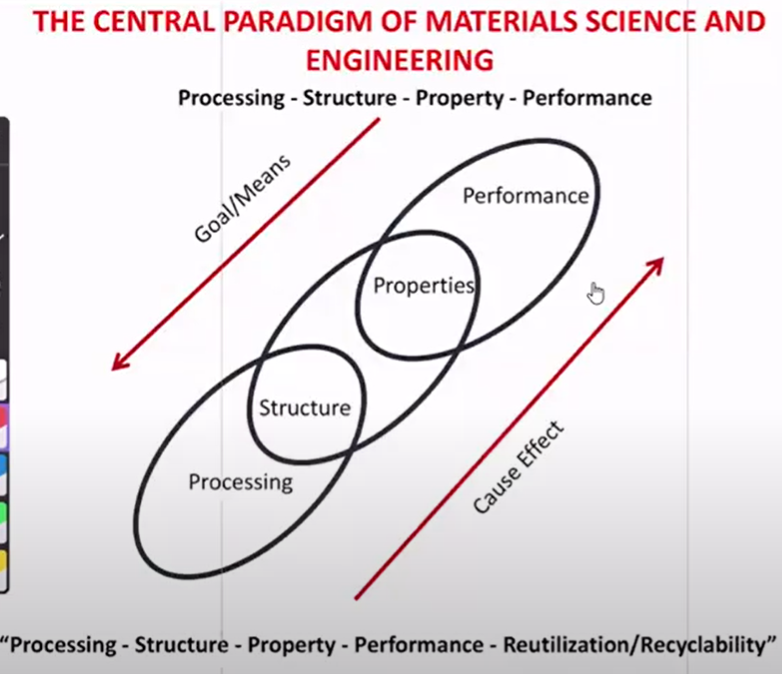 THE CENTRAL PARADIGM OF MATERIALS SCIENCE AND
ENGINEERING
Processing - Structure - Property - Performance
Goal/Means
Performance
Properties
Structure
Cause Effect
Processing
“Processing - Structure - Property - Performance - Reutilization/Recyclability”